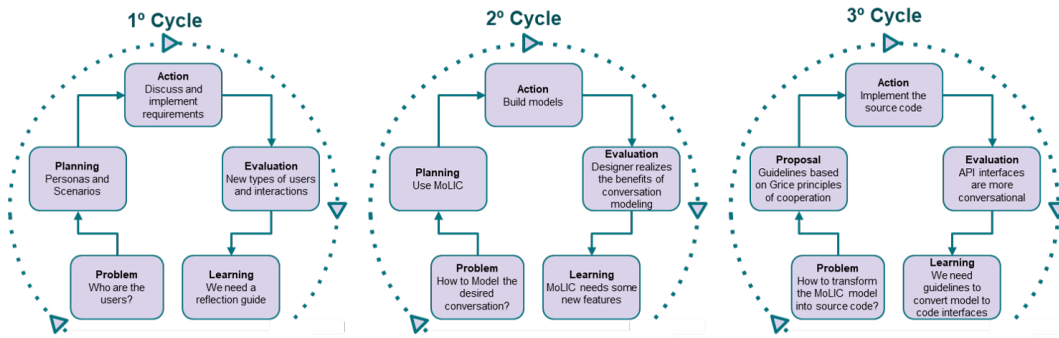 1º Cycle
Action
Discuss and
implement
requirements
Planning
Personas and
Scenarios
Evaluation
New types of users
and interactions
Problem
Who are the
users?
Learning
We need a
reflection guide
2º Cycle
Action
Build models
Planning
Use MoLIC
Evaluation
Designer realizes
the benefits of
conversation
modeling
Problem
How to Model the
desired
conversation?
Learning
MoLIC needs some
new features
3º Cycle
Action
Implement the
source code
Proposal
Guidelines based
on Grice principles
of cooperation
Evaluation
API interfaces
are more
conversational
Problem
How to transform
the MoLIC model
into source code?
Learning
We need
guidelines to
convert model to
code interfaces